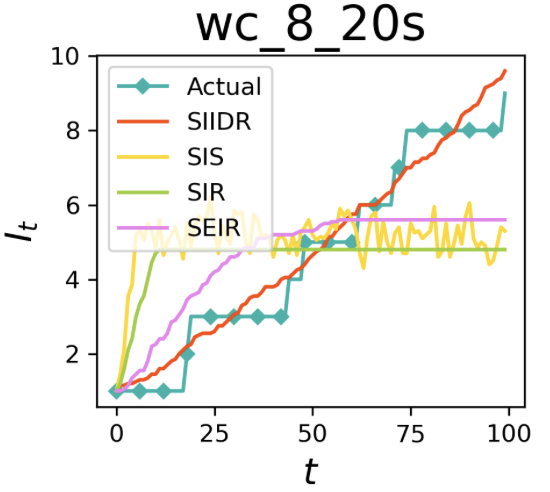 wc_8_20s
10
8
6
4
2
I_t
Actual
SIIDR
SIS
SIR
SEIR
0 25 50 75 100
t